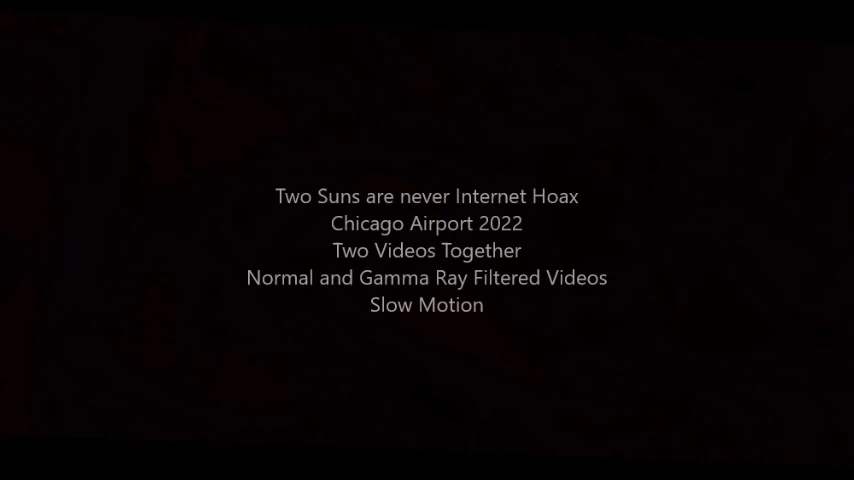 Two Suns are never Internet Hoax
Chicago Airport 2022
Two Videos Together
Normal and Gamma Ray Filtered Videos
Slow Motion